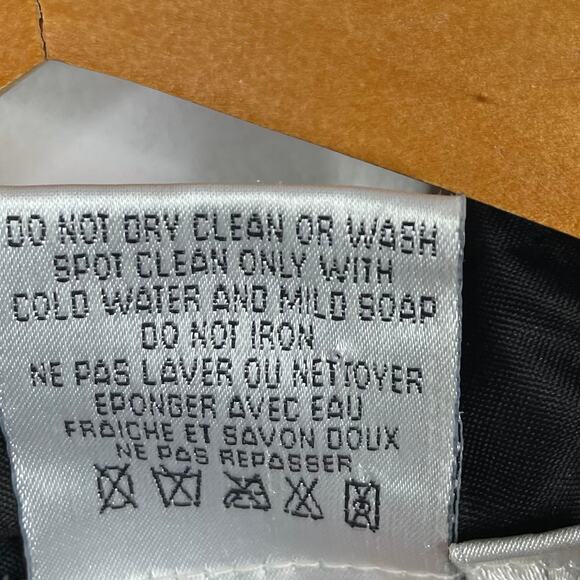 DO NOT DRY CLEAN OR WASH
SPOT CLEAN ONLY WITH
COLD WATER AND MILD SOAP
DO NOT IRON
NE PAS LAVER OU NETTOYER
EPONGER AVEC EAU
FRAICHE ET SAVON DOUX
NE PAS REPASSER